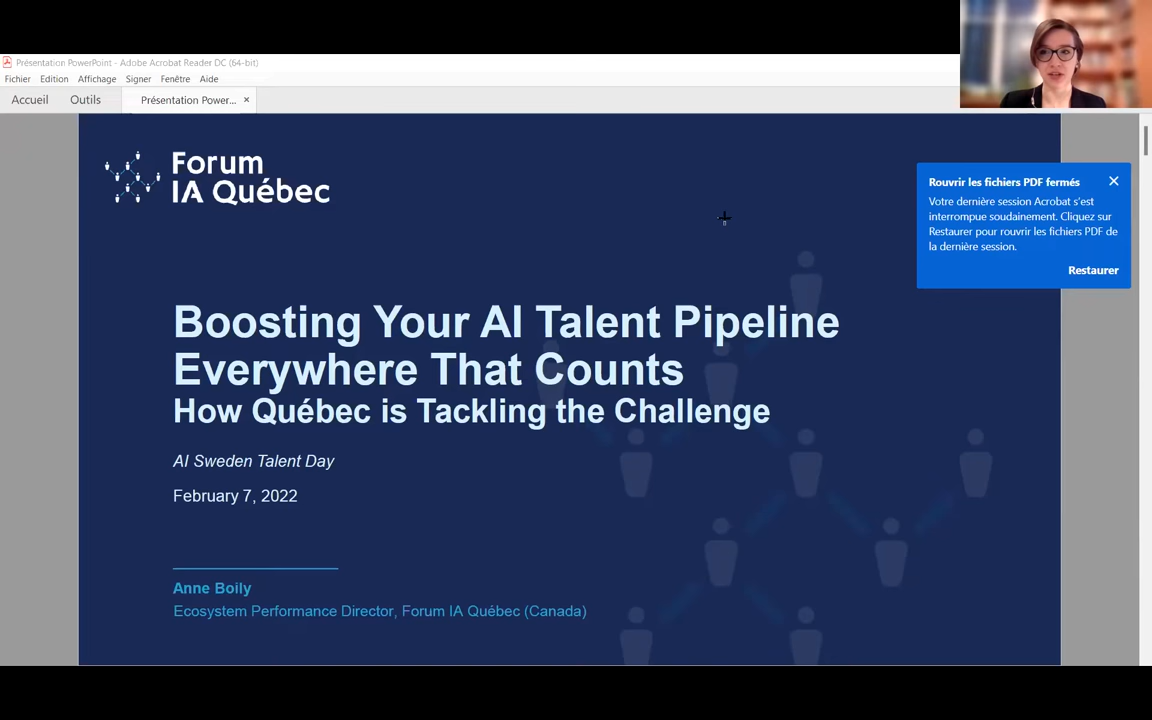 Présentation PowerPoint - Adobe Acrobat Reader DC (64-bit)
Fichier Edition Affichage Signer Fenêtre Aide
Accueil Outils Présentation Power... ×
Forum
IA Québec
Rouvrir les fichiers PDF fermés
Votre dernière session Acrobat s'est
interrompue soudainement. Cliquez sur
Restaurer pour rouvrir les fichiers PDF de
la dernière session.
Restaurer
Boosting Your AI Talent Pipeline
Everywhere That Counts
How Québec is Tackling the Challenge
AI Sweden Talent Day
February 7, 2022
Anne Boily
Ecosystem Performance Director, Forum IA Québec (Canada)